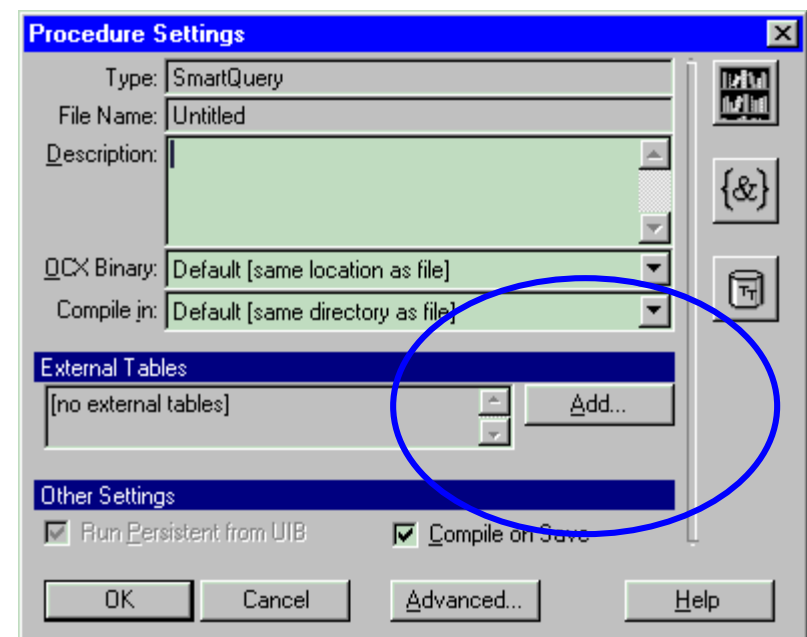 Procedure Settings
Type: SmartQuery
File Name: Untitled
Description:
{&}
OCX Binary: Default [same location as file]
Compile in: Default [same directory as file]
TT
External Tables
[no external tables]
Add...
Other Settings
Run Persistent from UIB
Compile on Save
OK
Cancel
Advanced...
Help